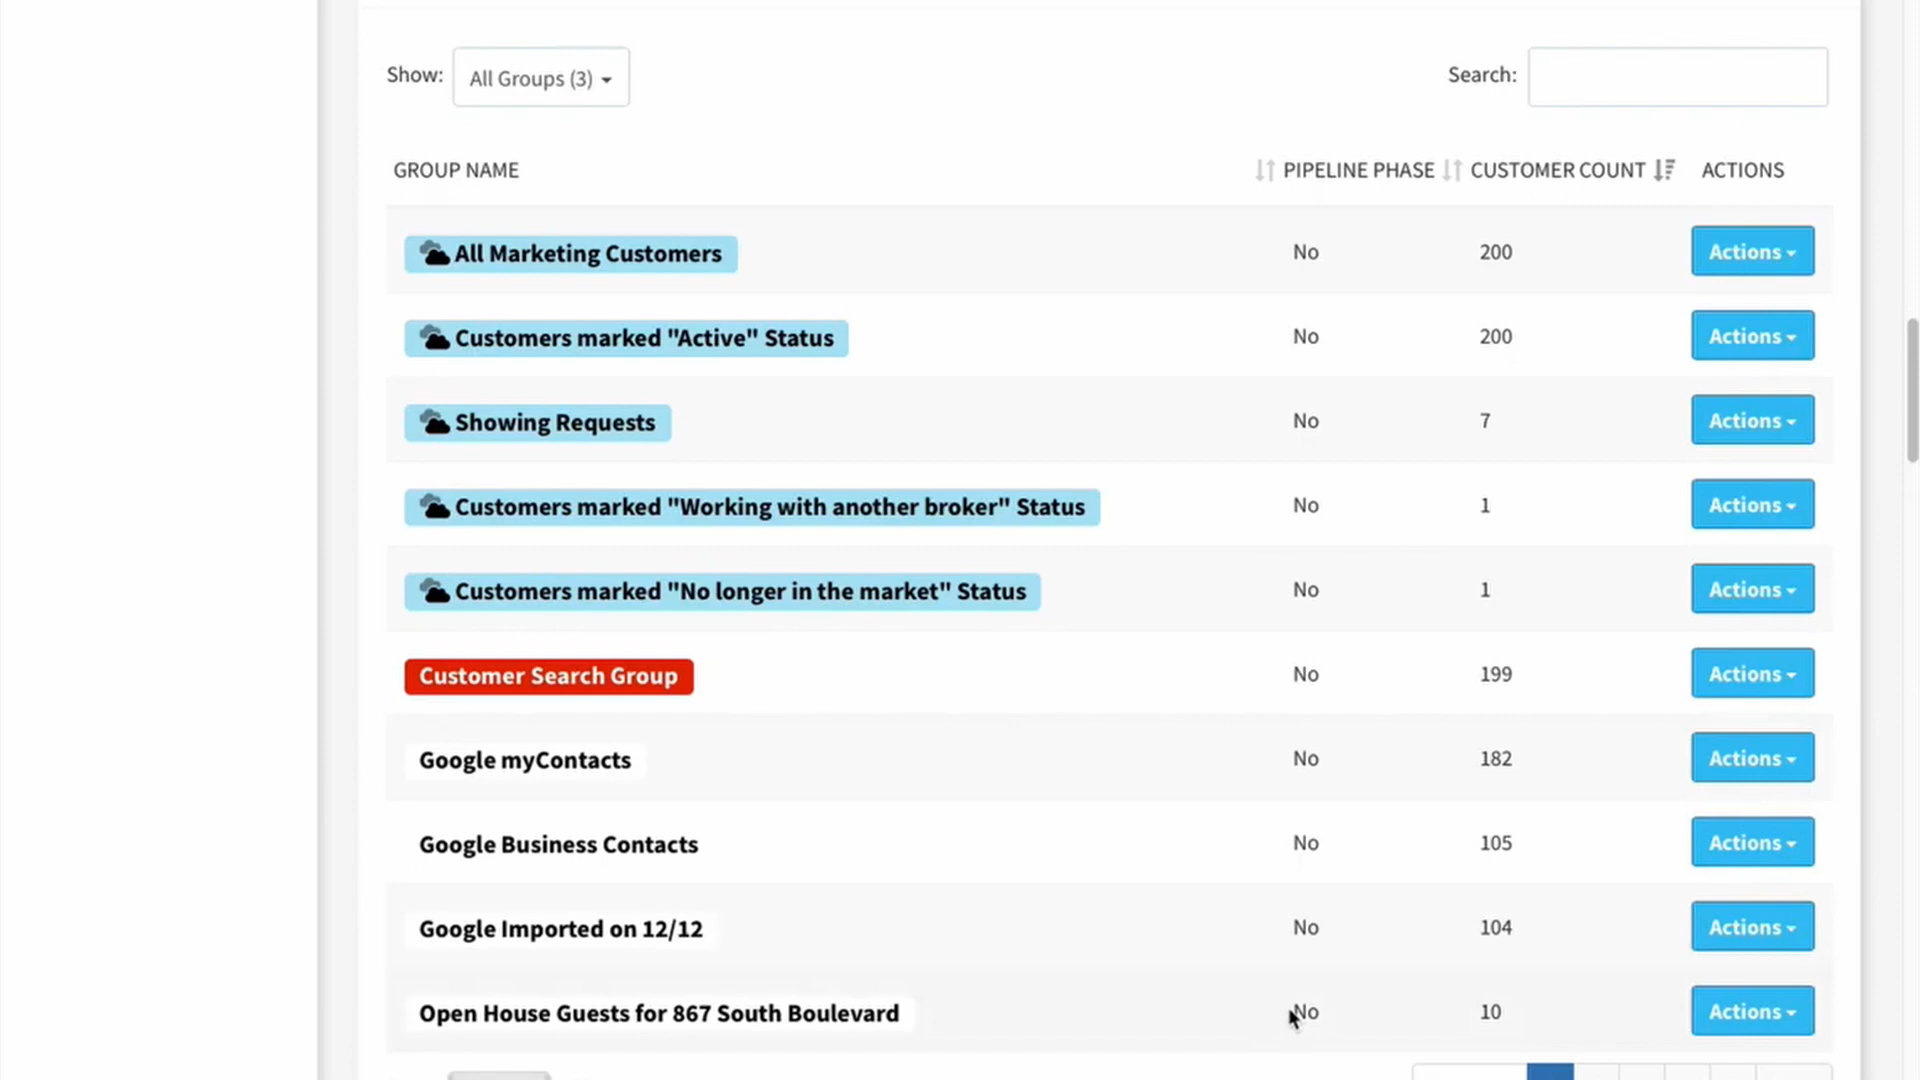 Show: All Groups (3) Search:
GROUP NAME PIPELINE PHASE CUSTOMER COUNT ACTIONS
All Marketing Customers No 200 Actions
Customers marked "Active" Status No 200 Actions
Showing Requests No 7 Actions
Customers marked "Working with another broker" Status No 1 Actions
Customers marked "No longer in the market" Status No 1 Actions
Customer Search Group No 199 Actions
Google myContacts No 182 Actions
Google Business Contacts No 105 Actions
Google Imported on 12/12 No 104 Actions
Open House Guests for 867 South Boulevard No 10 Actions